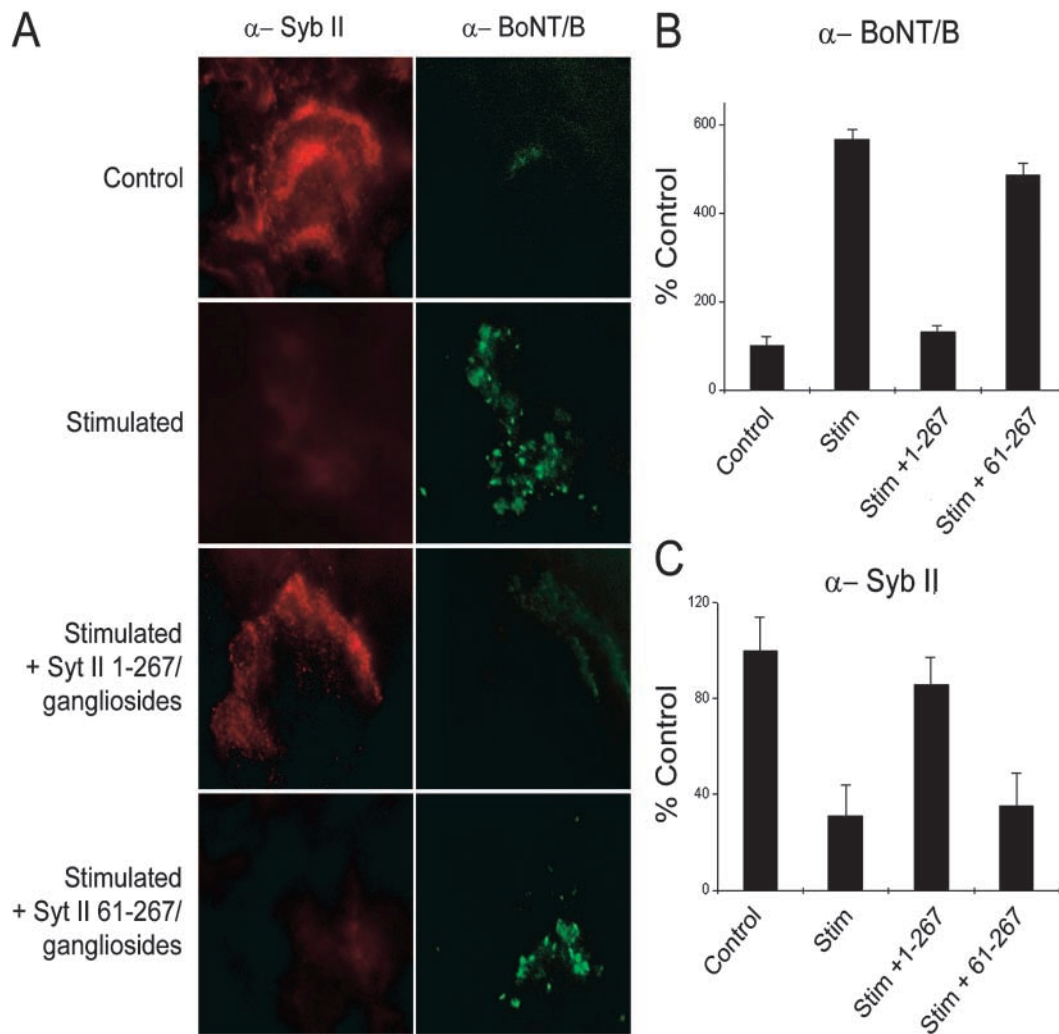 A
α– Syb II
α– BoNT/B
Control
Stimulated
Stimulated
+ Syt II 1-267/
gangliosides
Stimulated
+ Syt II 61-267/
gangliosides
B
α– BoNT/B
% Control
600
400
200
0
Control
Stim
Stim +1-267
Stim + 61-267
C
α– Syb II
% Control
120
80
40
0
Control
Stim
Stim +1-267
Stim + 61-267